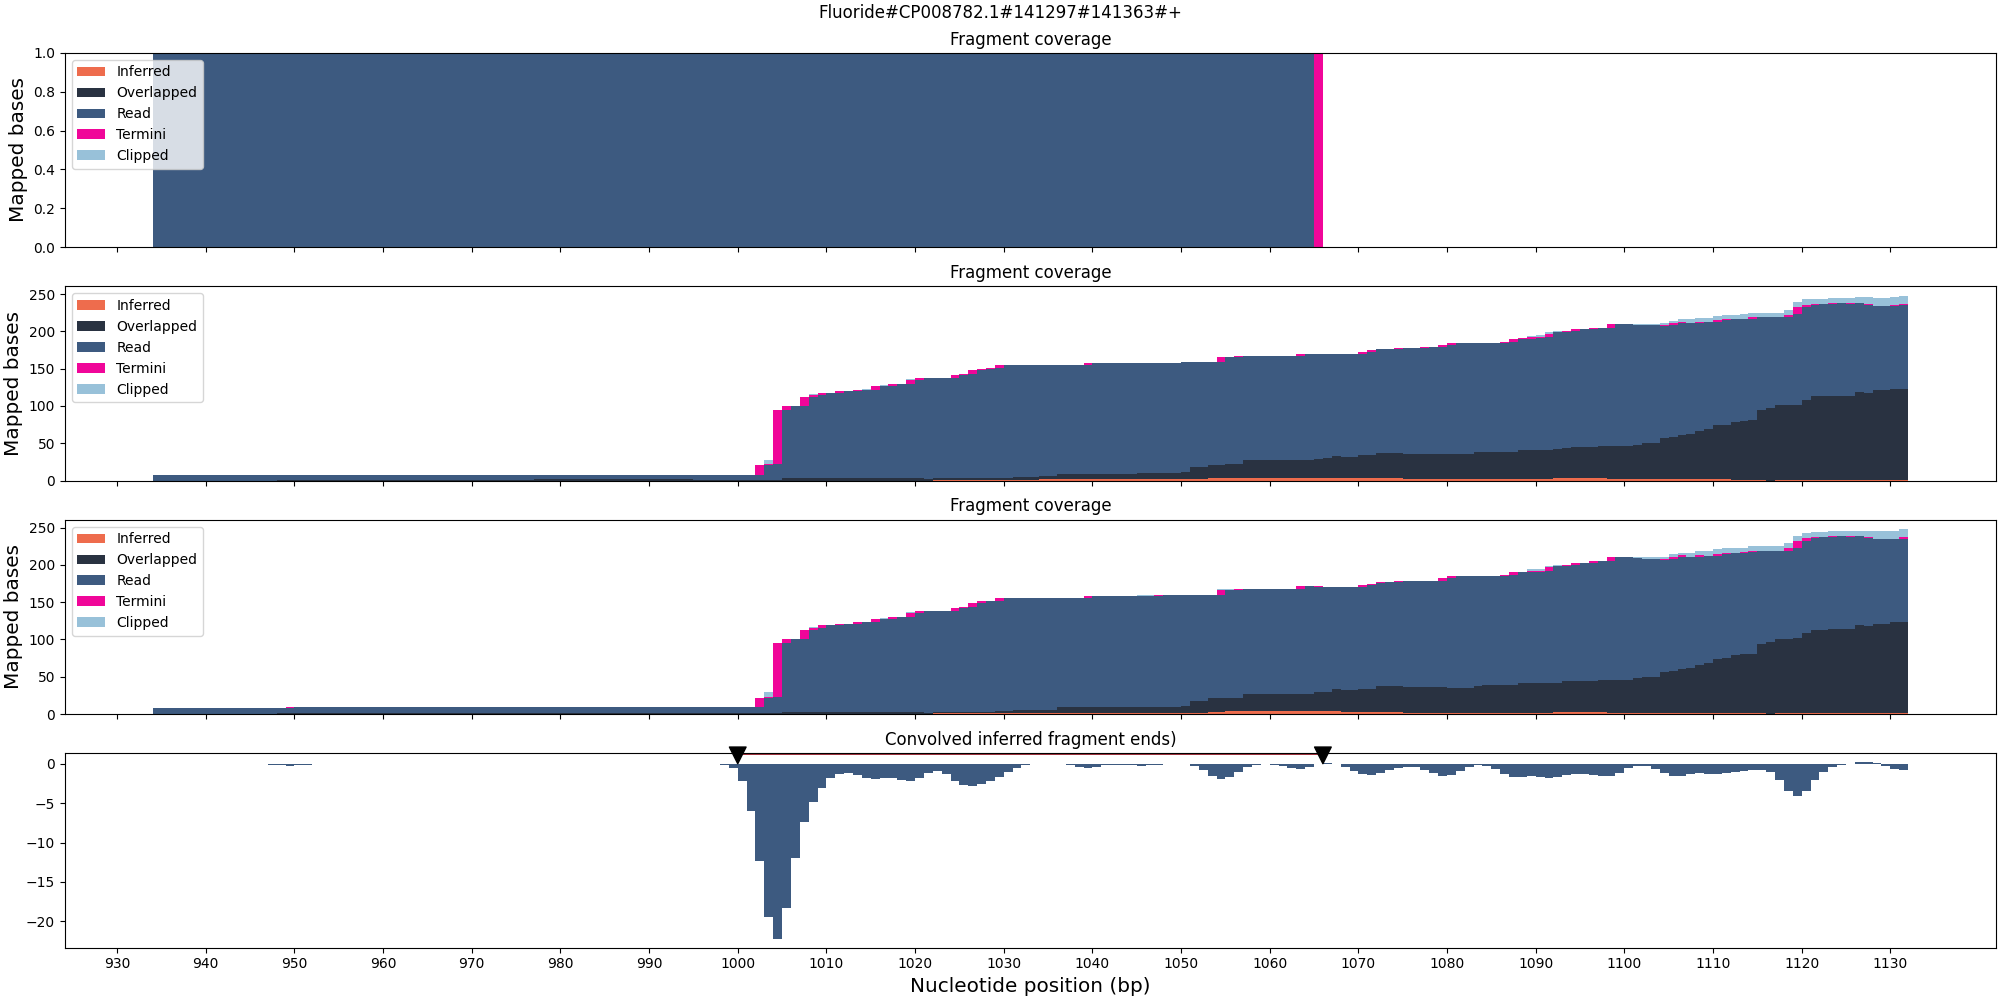 Fluoride#CP008782.1#141297#141363#+
Fragment coverage
Mapped bases
1.0
0.8
0.6
0.4
0.2
0.0
Inferred
Overlapped
Read
Termini
Clipped
Fragment coverage
Mapped bases
250
200
150
100
50
0
Inferred
Overlapped
Read
Termini
Clipped
Fragment coverage
Mapped bases
250
200
150
100
50
0
Inferred
Overlapped
Read
Termini
Clipped
Convolved inferred fragment ends)
0
−5
−10
−15
−20
930 940 950 960 970 980 990 1000 1010 1020 1030 1040 1050 1060 1070 1080 1090 1100 1110 1120 1130
Nucleotide position (bp)